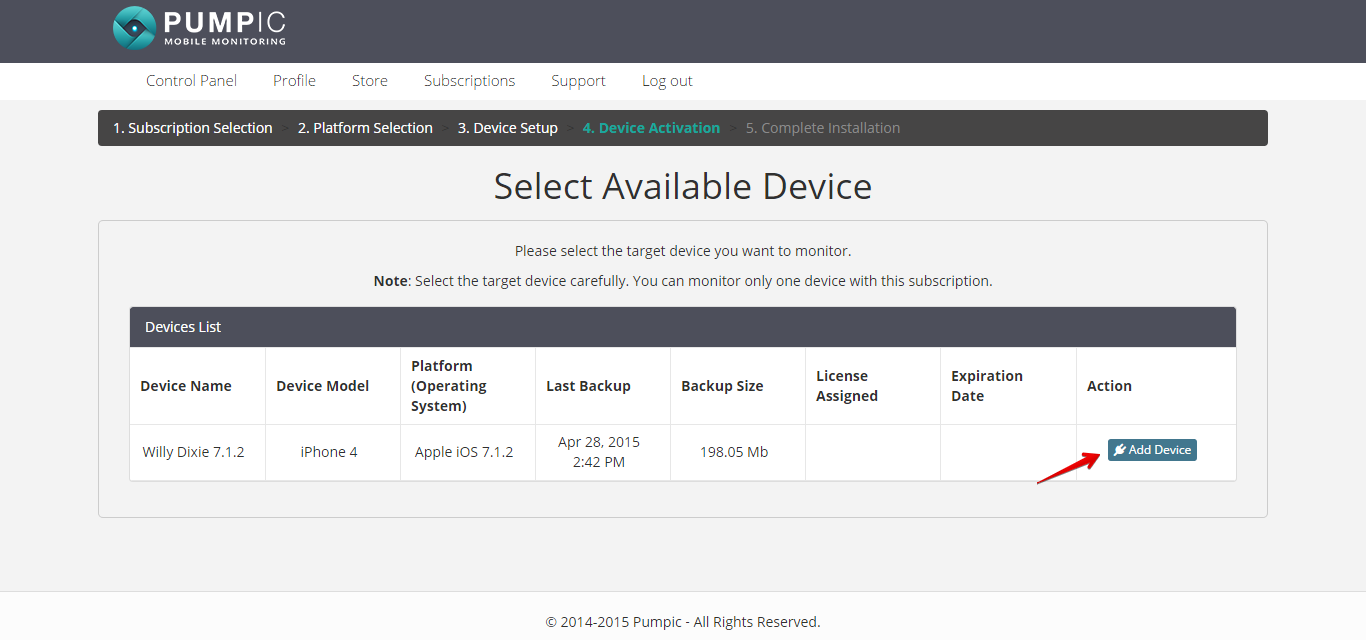 PUMPIC
MOBILE MONITORING
Control Panel Profile Store Subscriptions Support Log out
1. Subscription Selection > 2. Platform Selection > 3. Device Setup > 4. Device Activation > 5. Complete Installation
Select Available Device
Please select the target device you want to monitor.
Note: Select the target device carefully. You can monitor only one device with this subscription.
Devices List
Device Name
Device Model
Platform
(Operating
System)
Last Backup
Backup Size
License
Assigned
Expiration
Date
Action
Willy Dixie 7.1.2
iPhone 4
Apple iOS 7.1.2
Apr 28, 2015
2:42 PM
198.05 Mb
Add Device
© 2014-2015 Pumpic - All Rights Reserved.